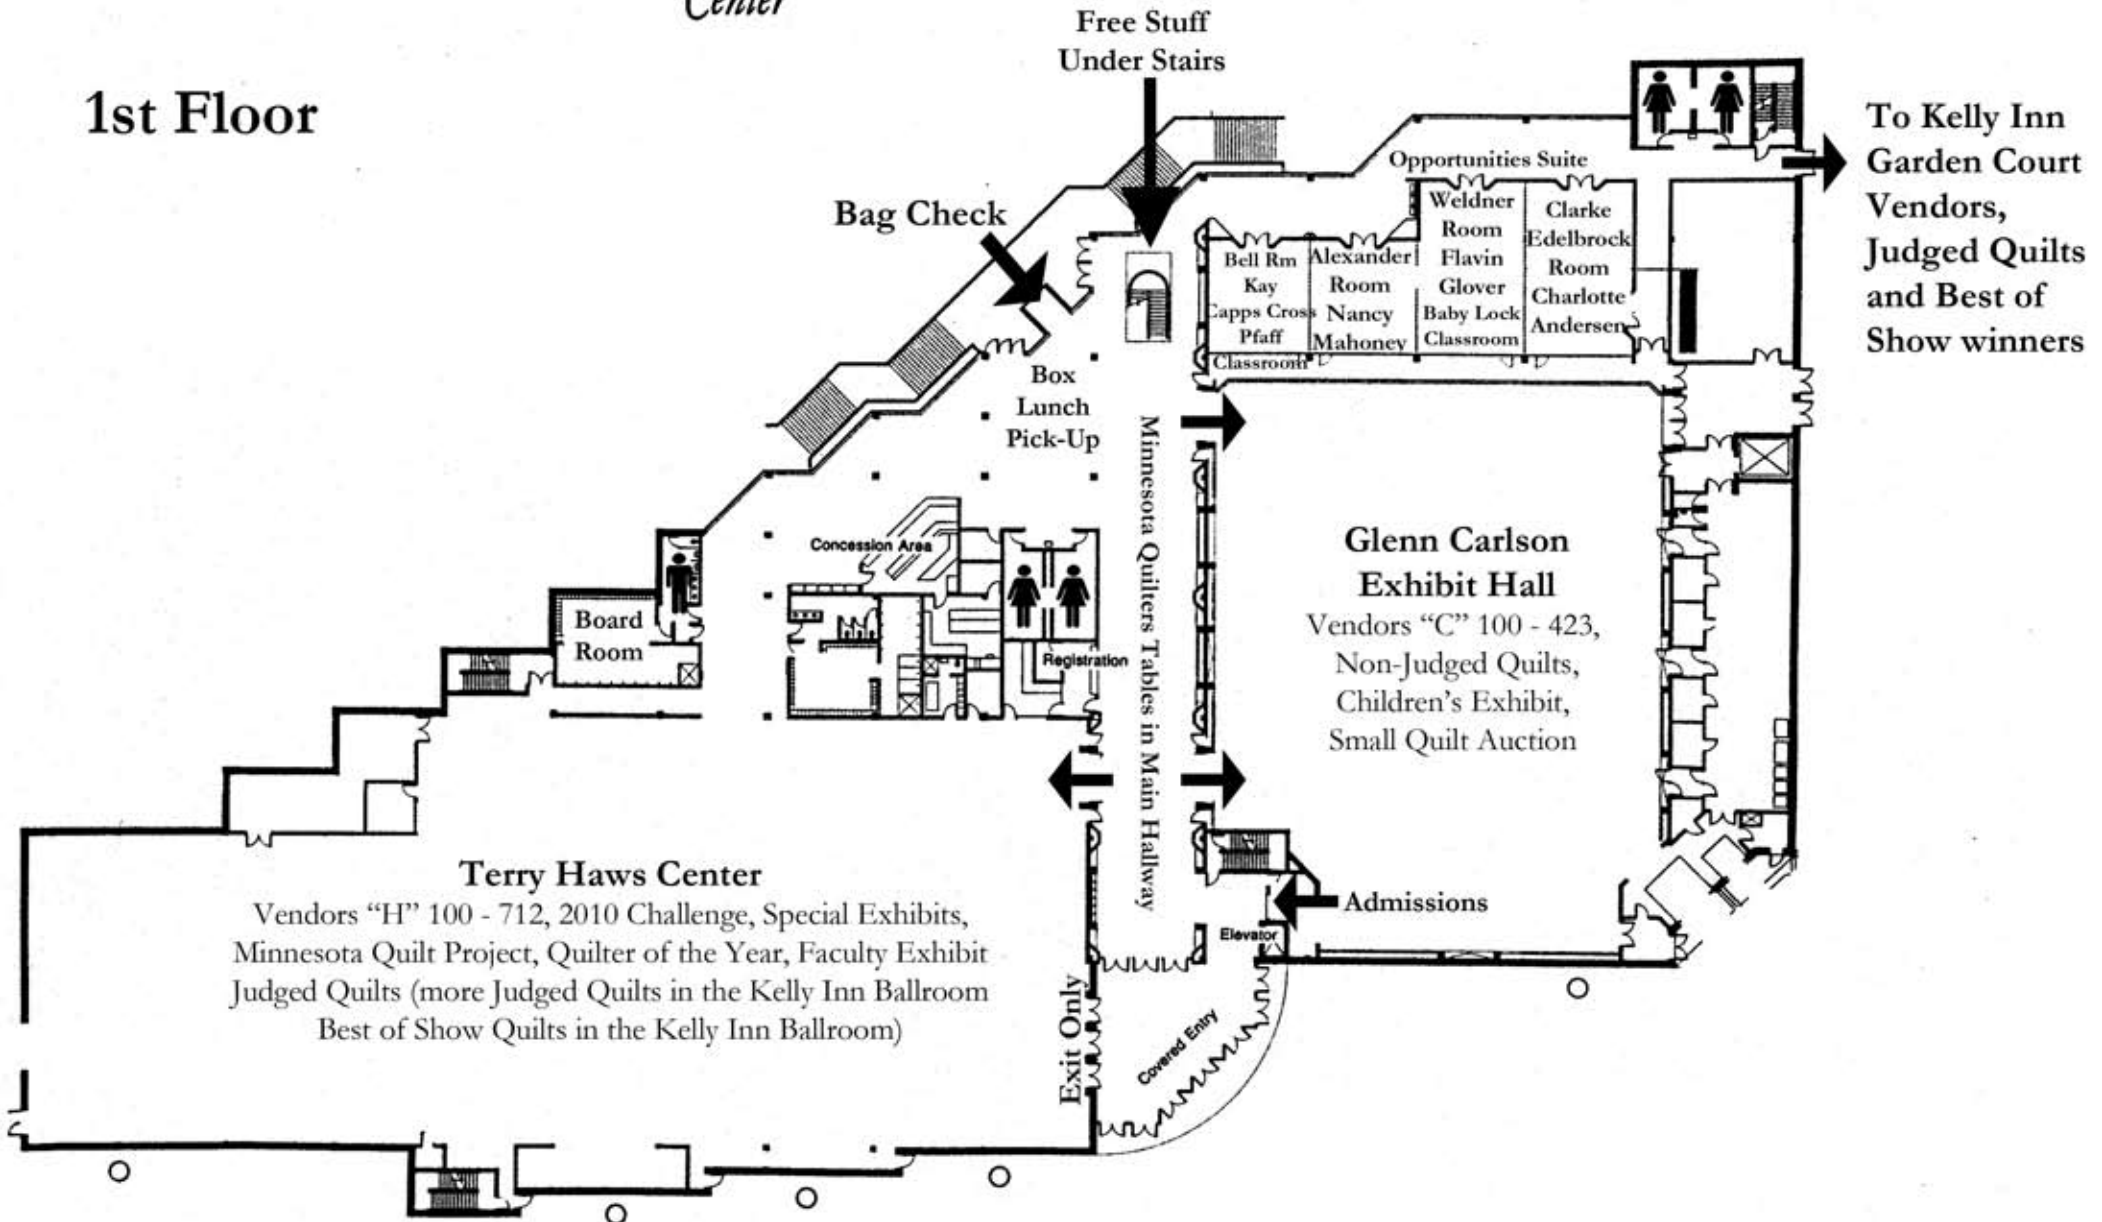 Center
1st Floor
Free Stuff
Under Stairs
Bag Check
To Kelly Inn
Garden Court
Vendors,
Judged Quilts
and Best of
Show winners
Opportunities Suite
Bell Rm
Kay
Capps Cross
Pfaff
Classroom
Alexander
Room
Nancy
Mahoney
Weldner
Room
Flavin
Glover
Baby Lock
Classroom
Clarke
Edelbrock
Room
Charlotte
Andersen
Box
Lunch
Pick-Up
Minnesota Quilters Tables in Main Hallway
Concession Area
Board
Room
Registration
Glenn Carlson
Exhibit Hall
Vendors “C” 100 - 423,
Non-Judged Quilts,
Children’s Exhibit,
Small Quilt Auction
Terry Haws Center
Vendors “H” 100 - 712, 2010 Challenge, Special Exhibits,
Minnesota Quilt Project, Quilter of the Year, Faculty Exhibit
Judged Quilts (more Judged Quilts in the Kelly Inn Ballroom
Best of Show Quilts in the Kelly Inn Ballroom)
Admissions
Elevator
Exit Only
Covered Entry